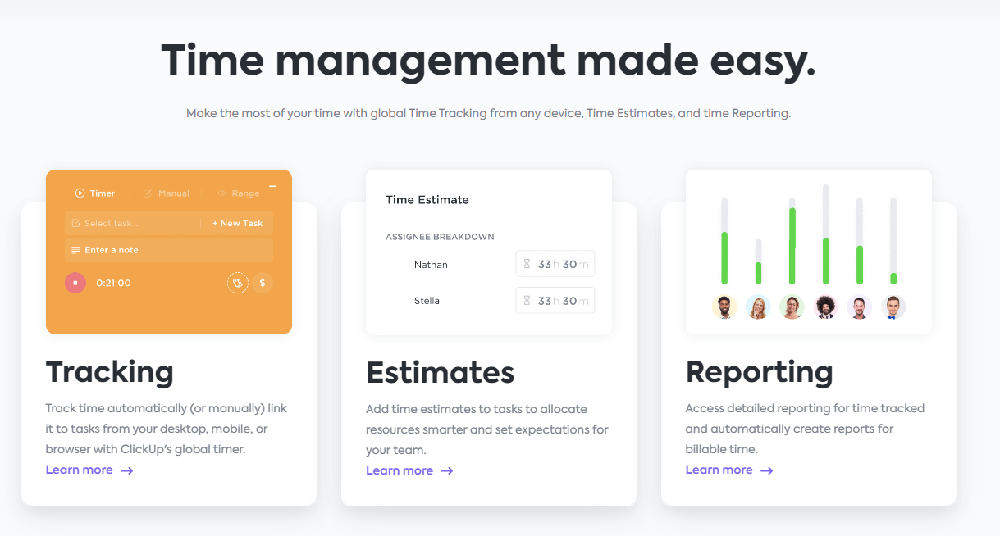 Time management made easy.
Make the most of your time with global Time Tracking from any device, Time Estimates, and time Reporting.
Timer Manual Range
Select task... + New Task
Enter a note
0:21:00 $
Tracking
Track time automatically (or manually) link
it to tasks from your desktop, mobile, or
browser with ClickUp's global timer.
Learn more →
Time Estimate
ASSIGNEE BREAKDOWN
Nathan 33 h 30 m
Stella 33 h 30 m
Estimates
Add time estimates to tasks to allocate
resources smarter and set expectations for
your team.
Learn more →
Reporting
Access detailed reporting for time tracked
and automatically create reports for
billable time.
Learn more →